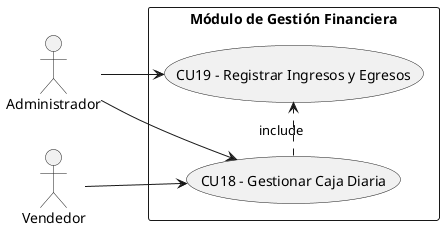 Módulo de Gestión Financiera
CU19 - Registrar Ingresos y Egresos
Administrador
include
CU18 - Gestionar Caja Diaria
Vendedor